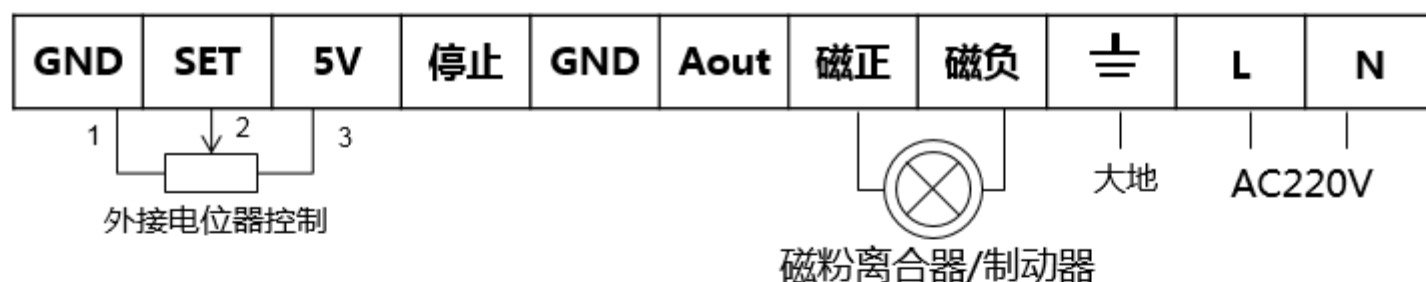 GND SET 5V 停止 GND Aout 磁正 磁负 L N
1 2 3
大地 AC220V
外接电位器控制
磁粉离合器/制动器